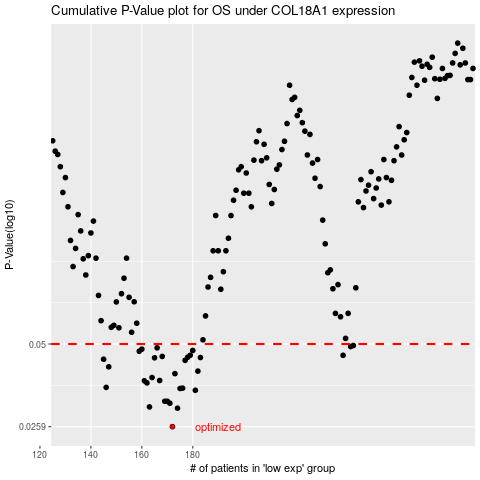 Cumulative P-Value plot for OS under COL18A1 expression
P-Value(log10)
0.05
0.0259
optimized
120
140
160
180
# of patients in 'low exp' group